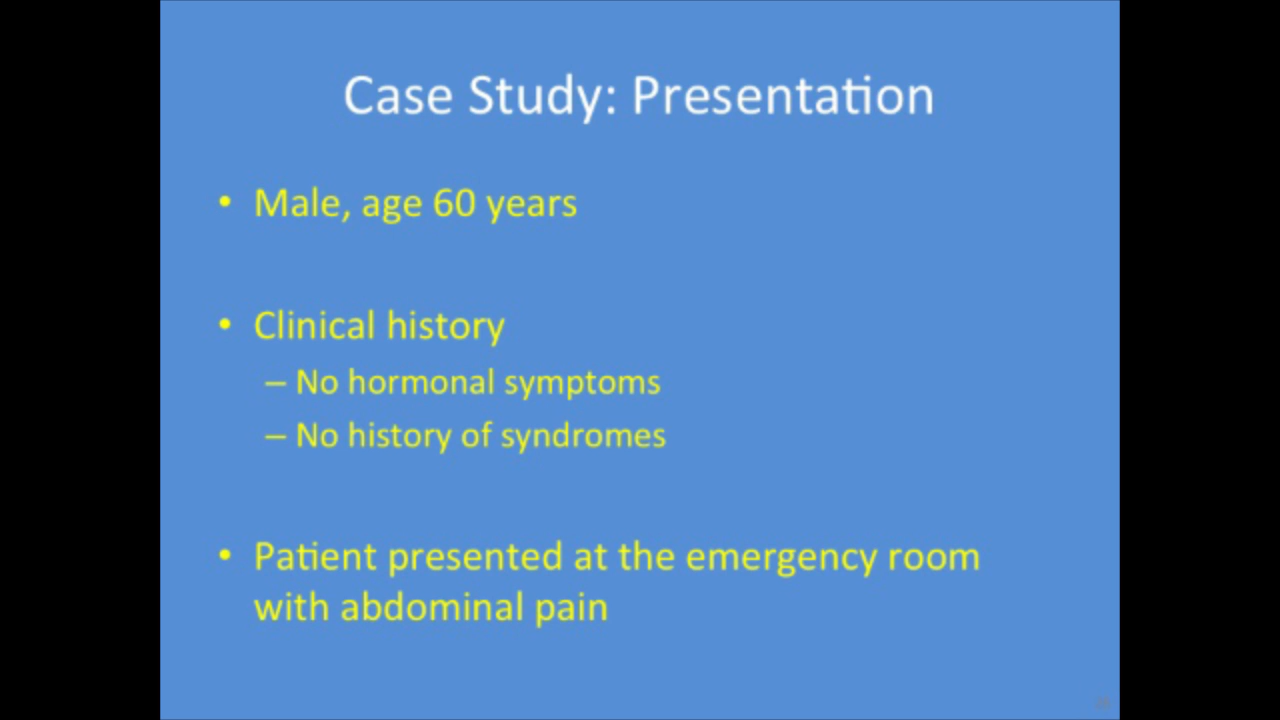 Case Study: Presentation
• Male, age 60 years
• Clinical history
– No hormonal symptoms
– No history of syndromes
• Patient presented at the emergency room
with abdominal pain